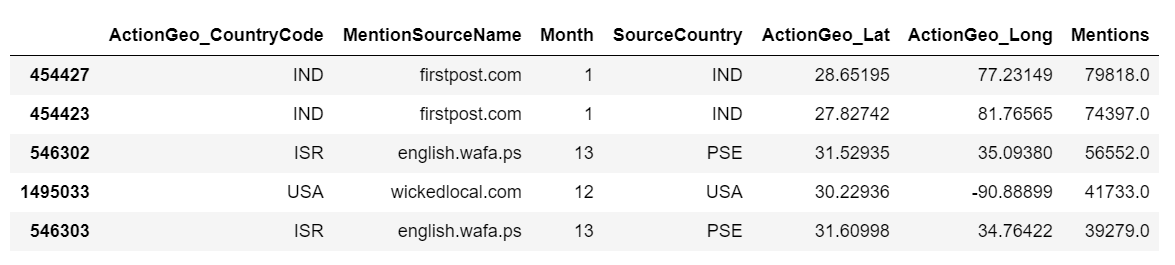 ActionGeo_CountryCode MentionSourceName Month SourceCountry ActionGeo_Lat ActionGeo_Long Mentions
454427 IND firstpost.com 1 IND 28.65195 77.23149 79818.0
454423 IND firstpost.com 1 IND 27.82742 81.76565 74397.0
546302 ISR english.wafa.ps 13 PSE 31.52935 35.09380 56552.0
1495033 USA wickedlocal.com 12 USA 30.22936 -90.88899 41733.0
546303 ISR english.wafa.ps 13 PSE 31.60998 34.76422 39279.0